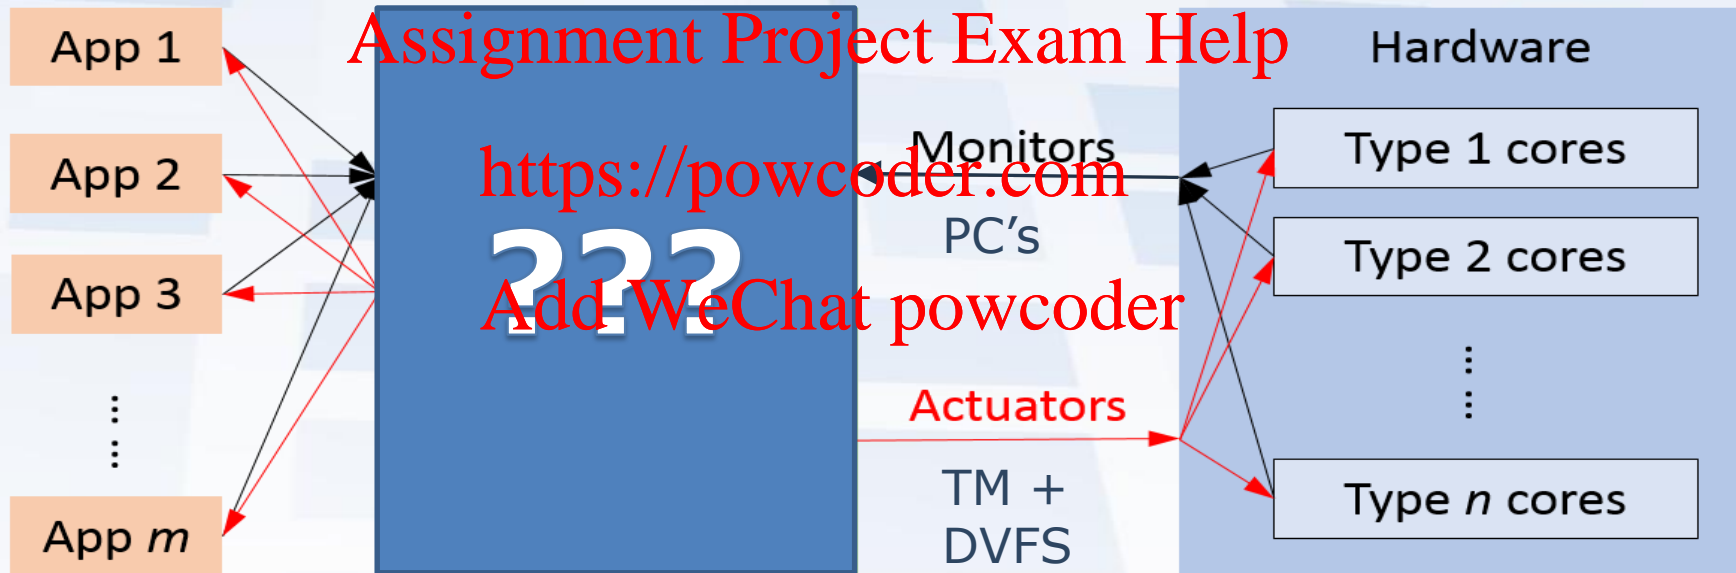 App 1
App 2
App 3
App m
Assignment Project Exam Help
https://powcoder.com
???
Add WeChat powcoder
Monitors
PC’s
Actuators
TM +
DVFS
Hardware
Type 1 cores
Type 2 cores
Type n cores